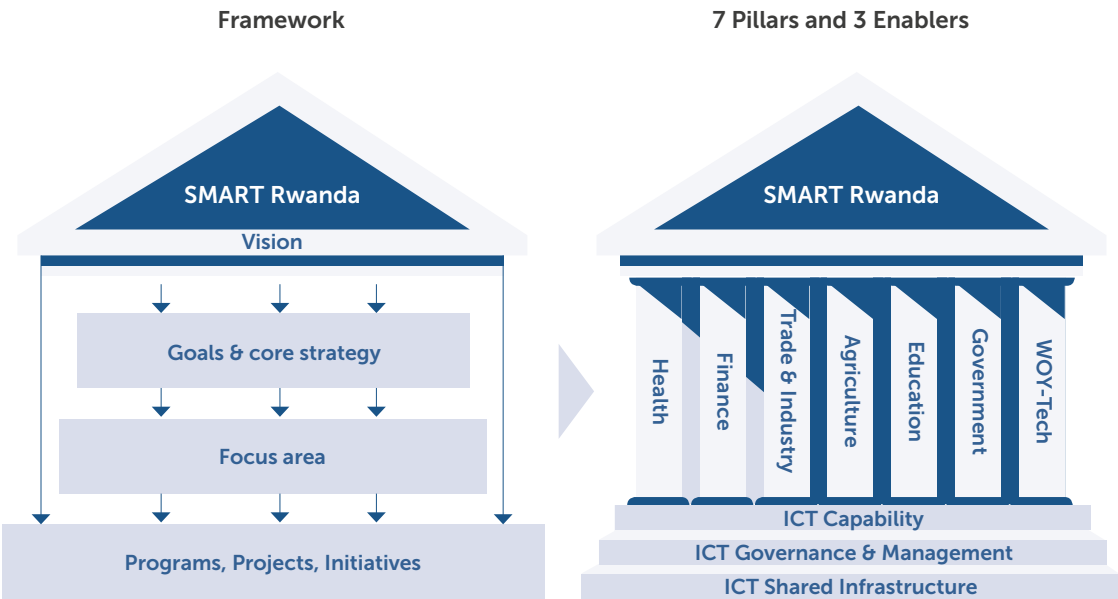 Framework
SMART Rwanda
Vision
Goals & core strategy
Focus area
Programs, Projects, Initiatives
7 Pillars and 3 Enablers
SMART Rwanda
Health
Finance
Trade & Industry
Agriculture
Education
Government
WOY-Tech
ICT Capability
ICT Governance & Management
ICT Shared Infrastructure